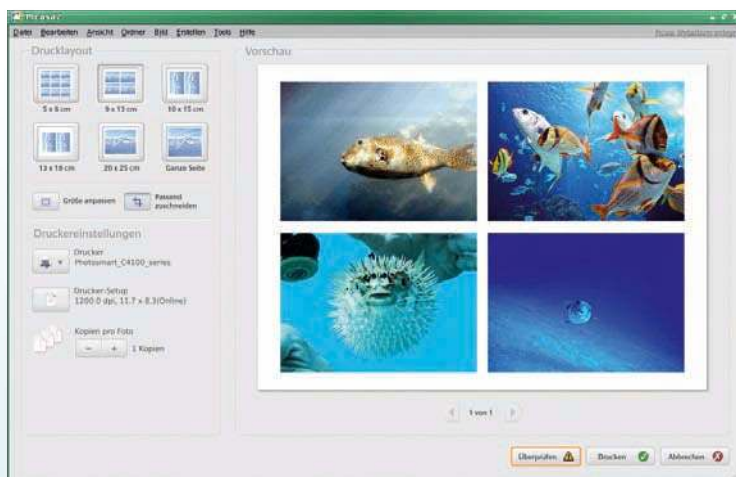 Picasa2
Datei Bearbeiten Ansicht Ordner Bild Erstellen Tools Hilfe
Drucklayout
5 x 8 cm
9 x 13 cm
10 x 15 cm
13 x 18 cm
20 x 25 cm
Ganze Seite
Größe anpassen
Passend
zuschneiden
Druckereinstellungen
Drucker
Photosmart_C4100_series
Drucker-Setup
1200.0 dpi, 11.7 x 8.3(Online)
Kopien pro Foto
1 Kopien
Vorschau
1 von 1
Überprüfen
Drucken
Abbrechen